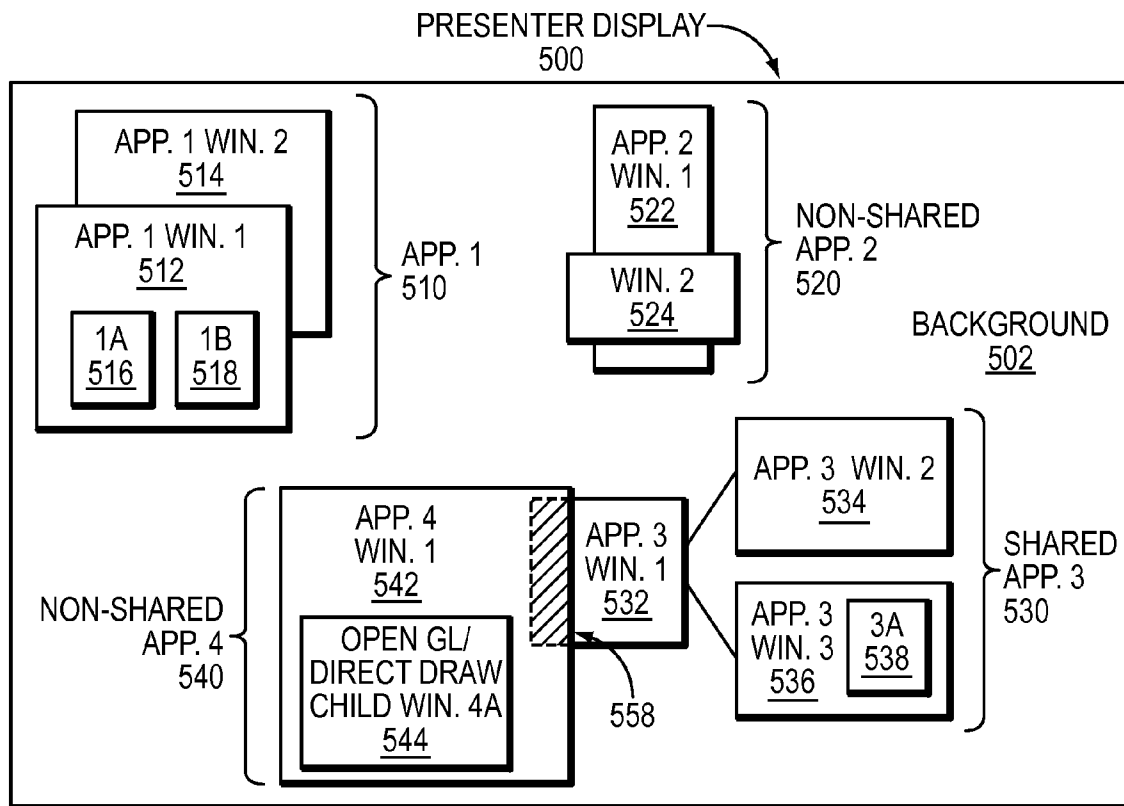 PRESENTER DISPLAY
500
APP. 1 WIN. 2
514
APP. 1 WIN. 1
512
1A
516
1B
518
APP. 1
510
APP. 2
WIN. 1
522
WIN. 2
524
NON-SHARED
APP. 2
520
BACKGROUND
502
NON-SHARED
APP. 4
540
APP. 4
WIN. 1
542
OPEN GL/
DIRECT DRAW
CHILD WIN. 4A
544
558
APP. 3
WIN. 1
532
APP. 3 WIN. 2
534
APP. 3
WIN. 3
536
3A
538
SHARED
APP. 3
530